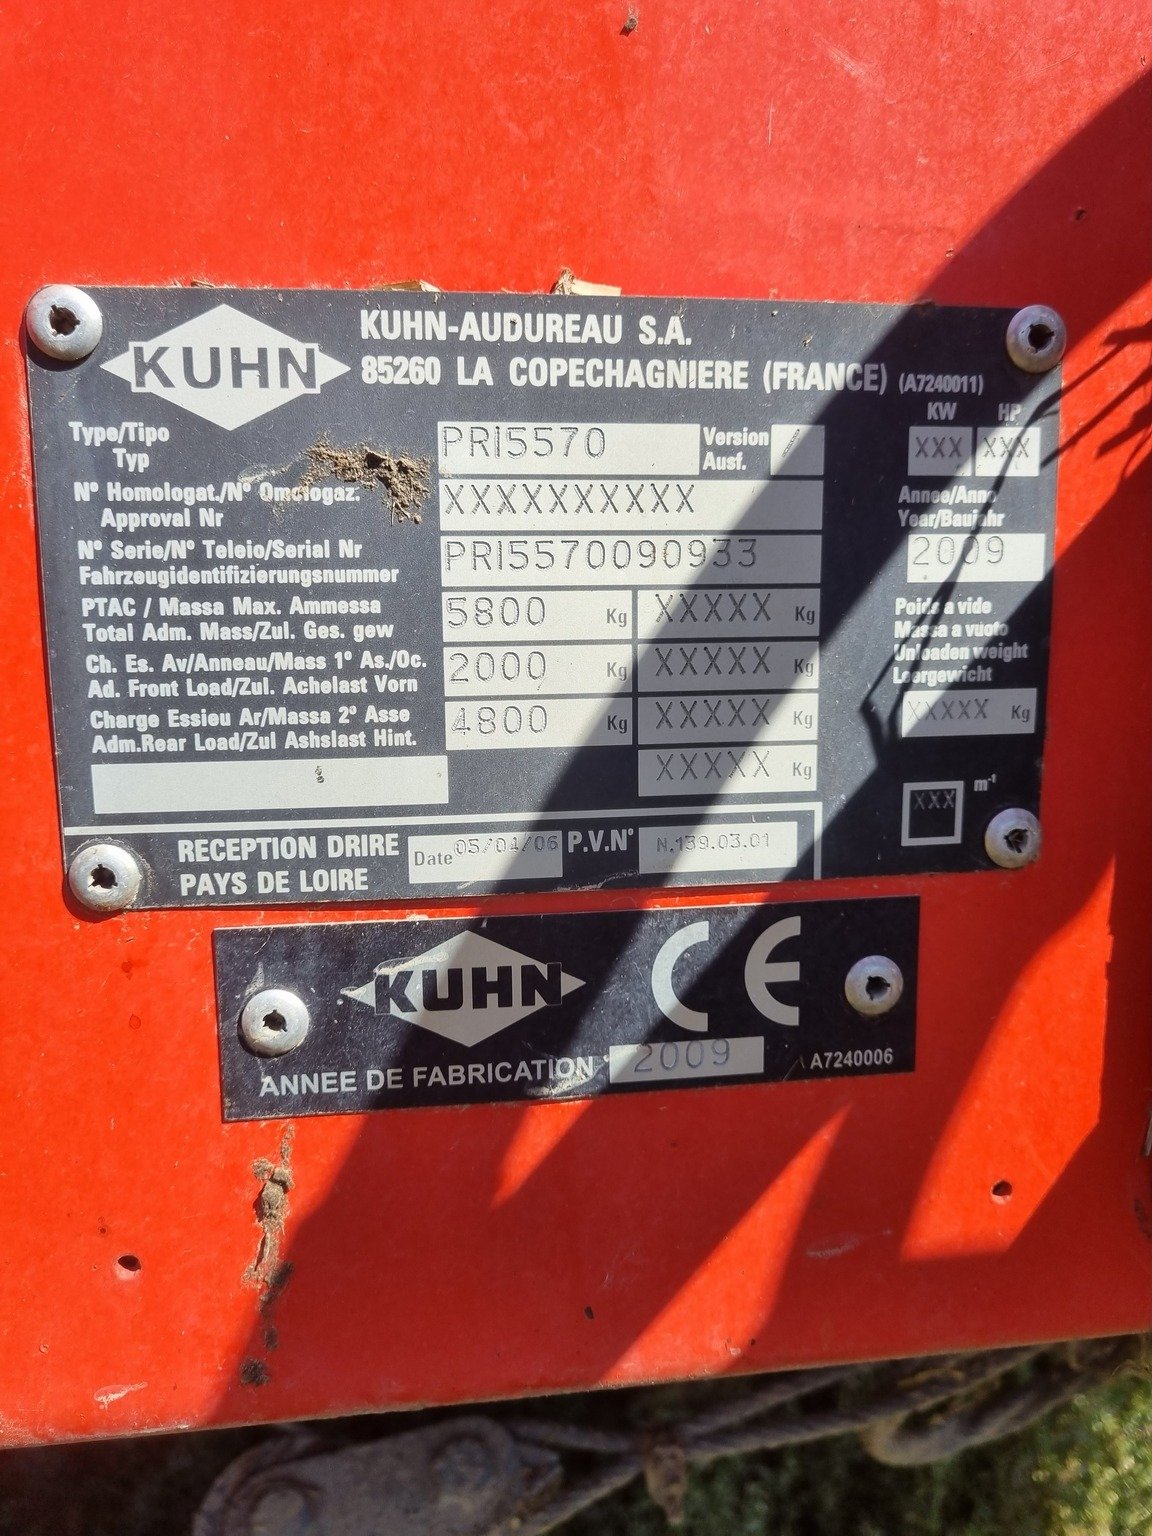 KUHN
KUHN-AUDUREAU S.A.
85260 LA COPECHAGNIERE (FRANCE) (A7240011)
KW HP
XXX XXX
Type/Tipo
Typ
PRI5570
Version
Ausf.
/
N° Homologat./N° Omologaz.
Approval Nr
XXXXXXXXXX
Annee/Anno
Year/Baujahr
2009
N° Serie/N° Teleio/Serial Nr
Fahrzeugidentifizierungsnummer
PRI5570090933
PTAC / Massa Max. Ammessa
Total Adm. Mass/Zul. Ges. gew
5800 Kg XXXXX Kg
Poids a vide
Massa a vuoto
Unloaden weight
Leergewicht
XXXXX Kg
Ch. Es. Av/Anneau/Mass 1° As./Oc.
Ad. Front Load/Zul. Achelast Vorn
2000 Kg XXXXX Kg
Charge Essieu Ar/Massa 2° Asse
Adm.Rear Load/Zul Ashslast Hint.
4800 Kg XXXXX Kg
XXXXX Kg
XXX m-1
RECEPTION DRIRE
PAYS DE LOIRE
Date 05/04/06 P.V.N° N.139.03.01
KUHN CE
ANNEE DE FABRICATION 2009 A7240006